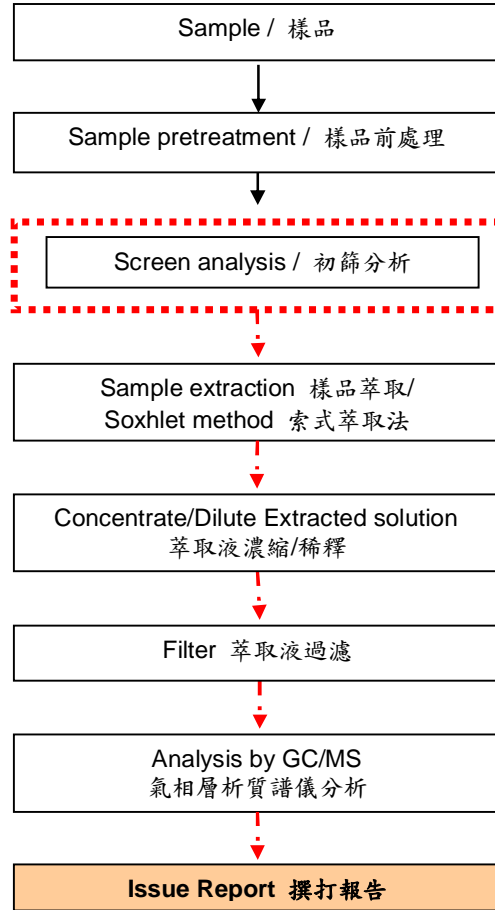 Sample / 樣品
Sample pretreatment / 樣品前處理
Screen analysis / 初篩分析
Sample extraction 樣品萃取/
Soxhlet method 索式萃取法
Concentrate/Dilute Extracted solution
萃取液濃縮/稀釋
Filter 萃取液過濾
Analysis by GC/MS
氣相層析質譜儀分析
Issue Report 撰打報告